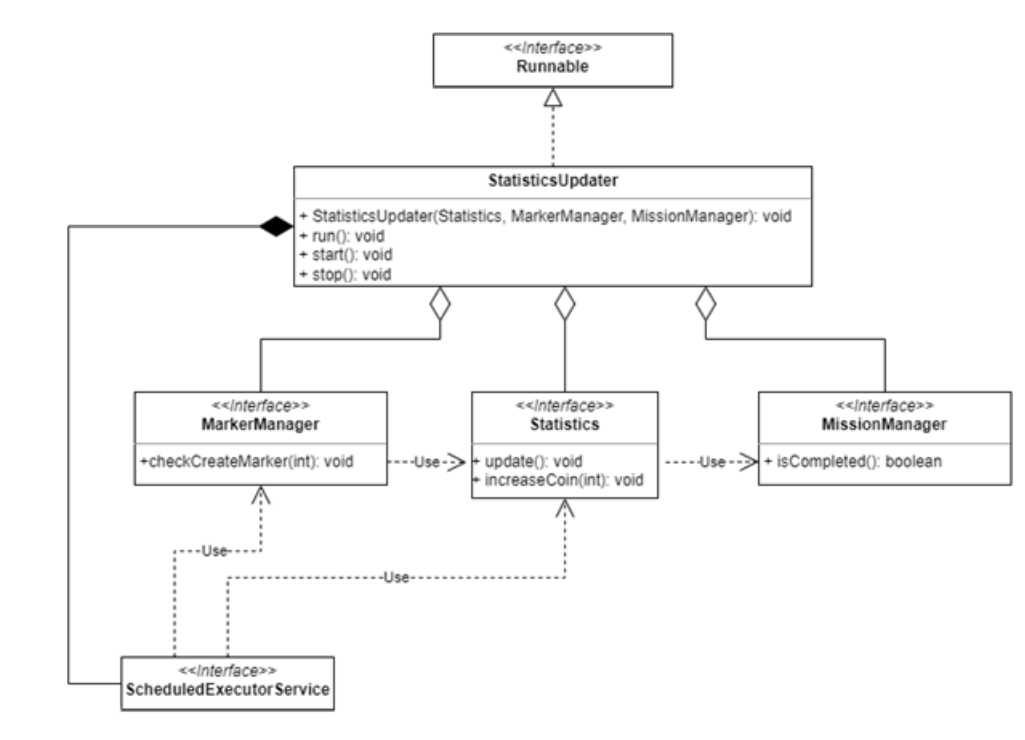 <<Interface>>
Runnable
StatisticsUpdater
+ StatisticsUpdater(Statistics, MarkerManager, MissionManager): void
+ run(): void
+ start(): void
+ stop(): void
<<Interface>>
MarkerManager
+checkCreateMarker(int): void
Use
<<Interface>>
Statistics
+ update(): void
+ increaseCoin(int): void
Use
<<Interface>>
MissionManager
+ isCompleted(): boolean
Use
Use
<<Interface>>
ScheduledExecutorService